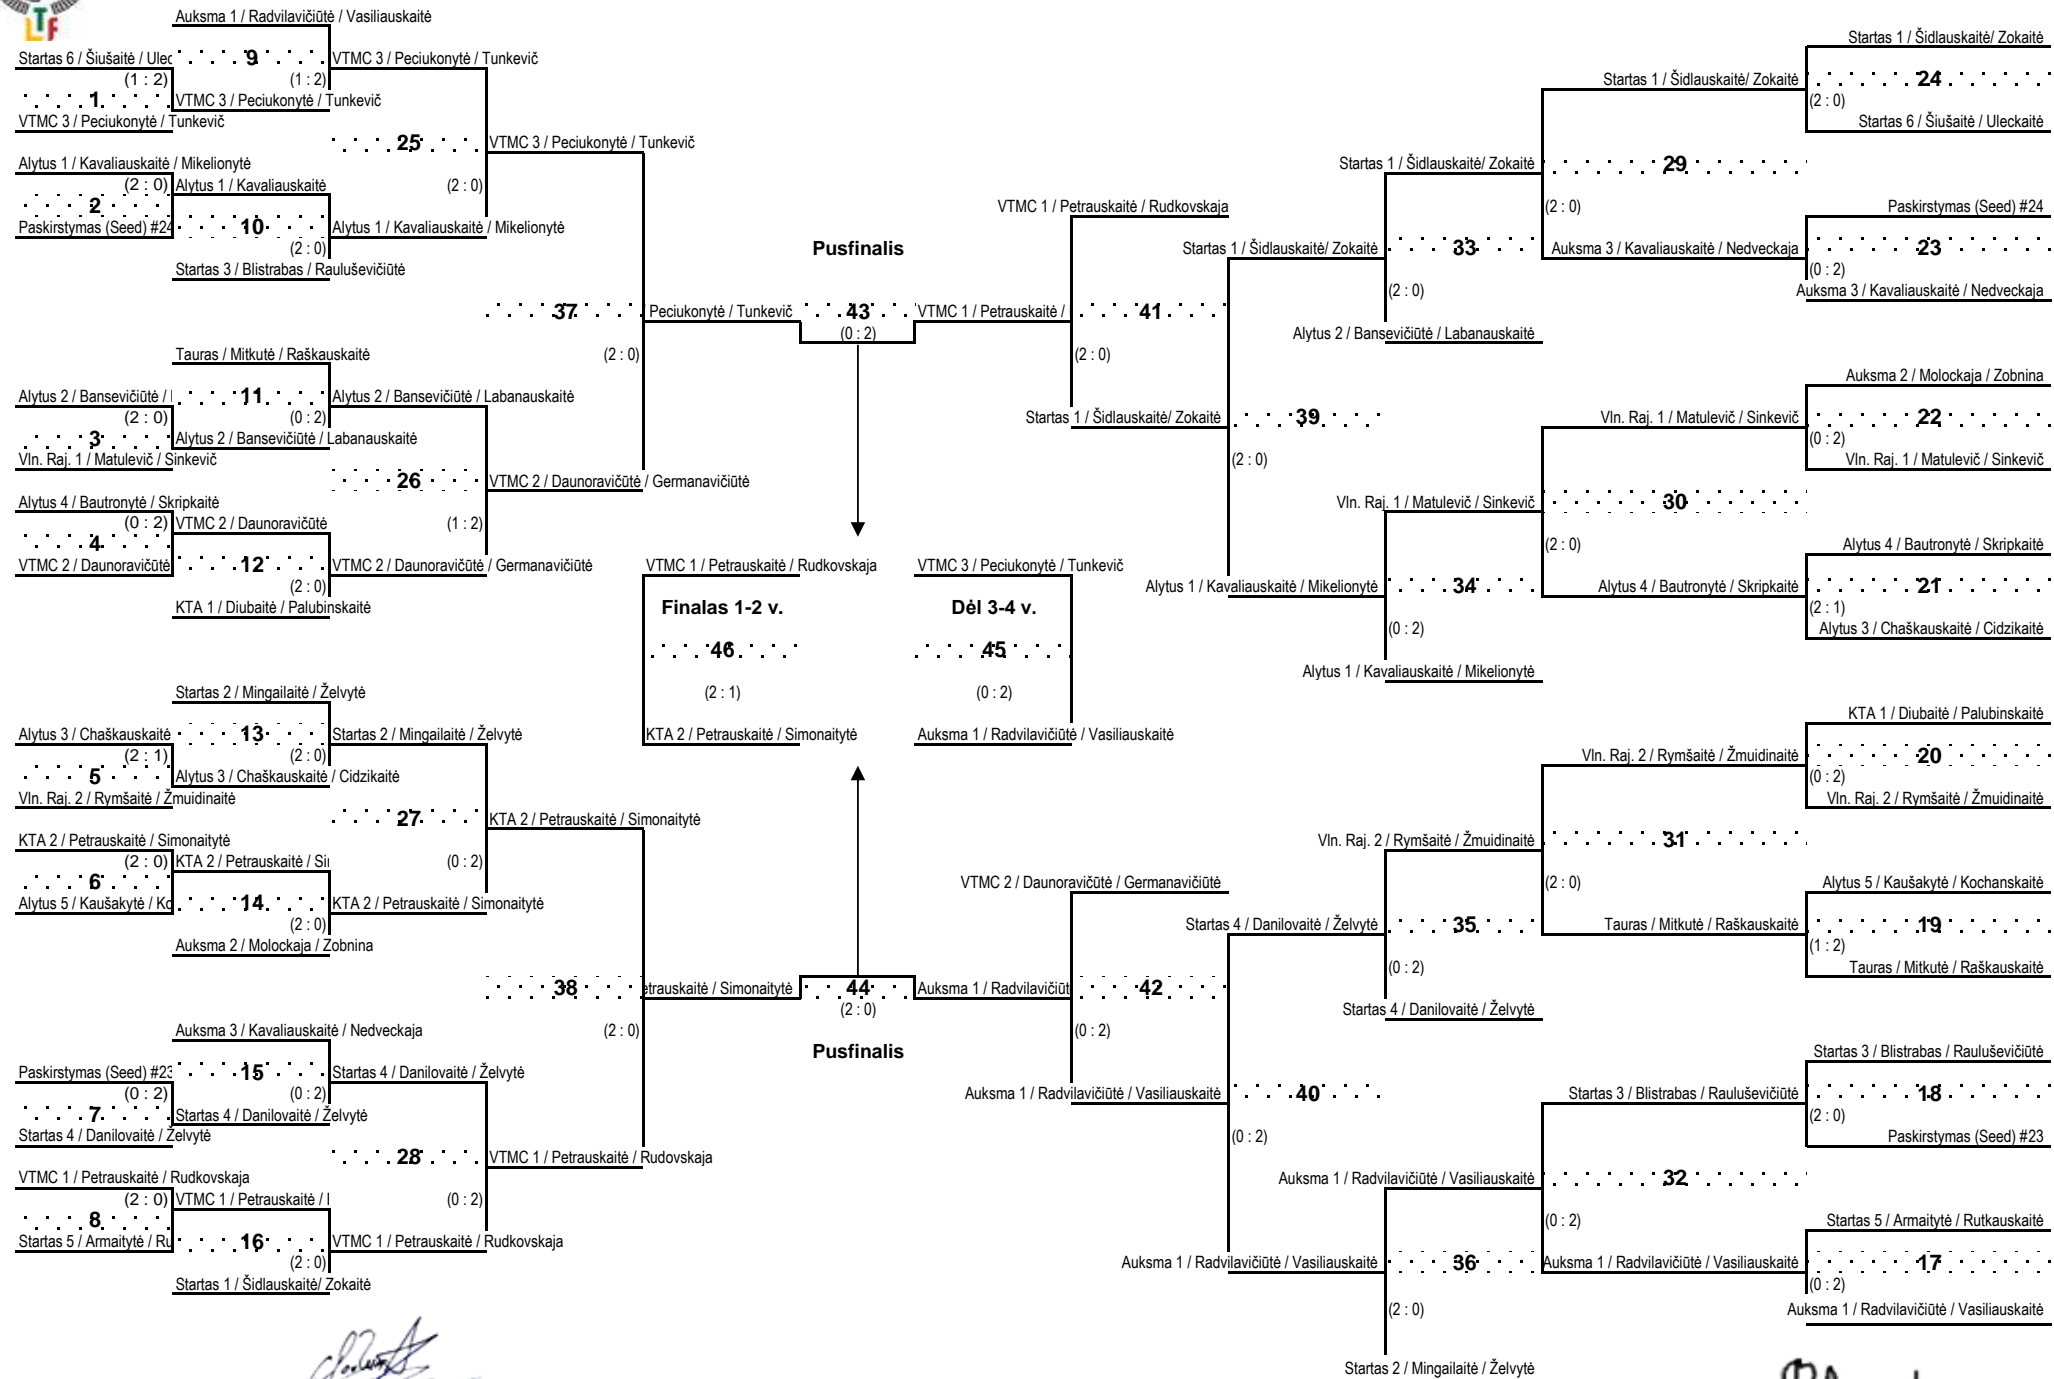 LTF
Auksma 1 / Radvilavičiūtė / Vasiliauskaitė
Startas 6 / Šiušaitė / Ulec
9
(1 : 2)
(1 : 2)
VTMC 3 / Peciukonytė / Tunkevič
1
VTMC 3 / Peciukonytė / Tunkevič
VTMC 3 / Peciukonytė / Tunkevič
25
VTMC 3 / Peciukonytė / Tunkevič
Alytus 1 / Kavaliauskaitė / Mikelionytė
(2 : 0)
Alytus 1 / Kavaliauskaitė
(2 : 0)
2
Paskirstymas (Seed) #24
10
Alytus 1 / Kavaliauskaitė / Mikelionytė
(2 : 0)
Startas 3 / Blistrabas / Rauluševičiūtė
37
Peciukonytė / Tunkevič
(2 : 0)
Tauras / Mitkutė / Raškauskaitė
Alytus 2 / Bansevičiūtė / l
11
Alytus 2 / Bansevičiūtė / Labanauskaitė
(2 : 0)
(0 : 2)
3
Alytus 2 / Bansevičiūtė / Labanauskaitė
Vln. Raj. 1 / Matulevič / Sinkevič
26
VTMC 2 / Daunoravičūtė / Germanavičiūtė
Alytus 4 / Bautronytė / Skripkaitė
(0 : 2)
VTMC 2 / Daunoravičūtė
(1 : 2)
4
VTMC 2 / Daunoravičūtė
12
VTMC 2 / Daunoravičūtė / Germanavičiūtė
(2 : 0)
KTA 1 / Diubaitė / Palubinskaitė
Startas 2 / Mingailaitė / Želvytė
Alytus 3 / Chaškauskaitė
13
Startas 2 / Mingailaitė / Želvytė
(2 : 1)
(2 : 0)
5
Alytus 3 / Chaškauskaitė / Cidzikaitė
Vln. Raj. 2 / Rymšaitė / Žmuidinaitė
27
KTA 2 / Petrauskaitė / Simonaitytė
KTA 2 / Petrauskaitė / Simonaitytė
(2 : 0)
KTA 2 / Petrauskaitė / Si
(0 : 2)
6
Alytus 5 / Kaušakytė / Ko
14
KTA 2 / Petrauskaitė / Simonaitytė
(2 : 0)
Auksma 2 / Molockaja / Zobnina
38
etrauskaitė / Simonaitytė
(2 : 0)
Auksma 3 / Kavaliauskaitė / Nedveckaja
Paskirstymas (Seed) #23
15
Startas 4 / Danilovaitė / Želvytė
(0 : 2)
(0 : 2)
7
Startas 4 / Danilovaitė / Želvytė
Startas 4 / Danilovaitė / Želvytė
28
VTMC 1 / Petrauskaitė / Rudovskaja
VTMC 1 / Petrauskaitė / Rudkovskaja
(2 : 0)
VTMC 1 / Petrauskaitė / l
(0 : 2)
8
Startas 5 / Armaitytė / Ru
16
VTMC 1 / Petrauskaitė / Rudkovskaja
(2 : 0)
Startas 1 / Šidlauskaitė/ Zokaitė
Pusfinalis
43
(0 : 2)
VTMC 1 / Petrauskaitė / Rudkovskaja
VTMC 3 / Peciukonytė / Tunkevič
Finalas 1-2 v.
Dėl 3-4 v.
46
45
(2 : 1)
(0 : 2)
KTA 2 / Petrauskaitė / Simonaitytė
Auksma 1 / Radvilavičiūtė / Vasiliauskaitė
44
(2 : 0)
Pusfinalis
VTMC 1 / Petrauskaitė / Rudkovskaja
VTMC 1 / Petrauskaitė /
41
(2 : 0)
Startas 1 / Šidlauskaitė/ Zokaitė
Startas 1 / Šidlauskaitė/ Zokaitė
39
(2 : 0)
Alytus 1 / Kavaliauskaitė / Mikelionytė
VTMC 2 / Daunoravičūtė / Germanavičiūtė
Auksma 1 / Radvilavičiūt
42
(0 : 2)
Auksma 1 / Radvilavičiūtė / Vasiliauskaitė
Startas 4 / Danilovaitė / Želvytė
40
(0 : 2)
Auksma 1 / Radvilavičiūtė / Vasiliauskaitė
Startas 1 / Šidlauskaitė/ Zokaitė
33
(2 : 0)
Alytus 2 / Bansevičiūtė / Labanauskaitė
Vln. Raj. 1 / Matulevič / Sinkevič
34
(0 : 2)
Alytus 1 / Kavaliauskaitė / Mikelionytė
Vln. Raj. 2 / Rymšaitė / Žmuidinaitė
35
(0 : 2)
Startas 4 / Danilovaitė / Želvytė
Auksma 1 / Radvilavičiūtė / Vasiliauskaitė
36
(2 : 0)
Startas 2 / Mingailaitė / Želvytė
Startas 1 / Šidlauskaitė/ Zokaitė
29
(2 : 0)
Auksma 3 / Kavaliauskaitė / Nedveckaja
Vln. Raj. 1 / Matulevič / Sinkevič
30
(2 : 0)
Alytus 4 / Bautronytė / Skripkaitė
Vln. Raj. 2 / Rymšaitė / Žmuidinaitė
31
(2 : 0)
Tauras / Mitkutė / Raškauskaitė
Startas 3 / Blistrabas / Rauluševičiūtė
32
(0 : 2)
Auksma 1 / Radvilavičiūtė / Vasiliauskaitė
Startas 1 / Šidlauskaitė/ Zokaitė
24
(2 : 0)
Startas 6 / Šiušaitė / Uleckaitė
Paskirstymas (Seed) #24
23
(0 : 2)
Auksma 3 / Kavaliauskaitė / Nedveckaja
Auksma 2 / Molockaja / Zobnina
22
(0 : 2)
Vln. Raj. 1 / Matulevič / Sinkevič
Alytus 4 / Bautronytė / Skripkaitė
21
(2 : 1)
Alytus 3 / Chaškauskaitė / Cidzikaitė
KTA 1 / Diubaitė / Palubinskaitė
20
(0 : 2)
Vln. Raj. 2 / Rymšaitė / Žmuidinaitė
Alytus 5 / Kaušakytė / Kochanskaitė
19
(1 : 2)
Tauras / Mitkutė / Raškauskaitė
Startas 3 / Blistrabas / Rauluševičiūtė
18
(2 : 0)
Paskirstymas (Seed) #23
Startas 5 / Armaitytė / Rutkauskaitė
17
(0 : 2)
Auksma 1 / Radvilavičiūtė / Vasiliauskaitė